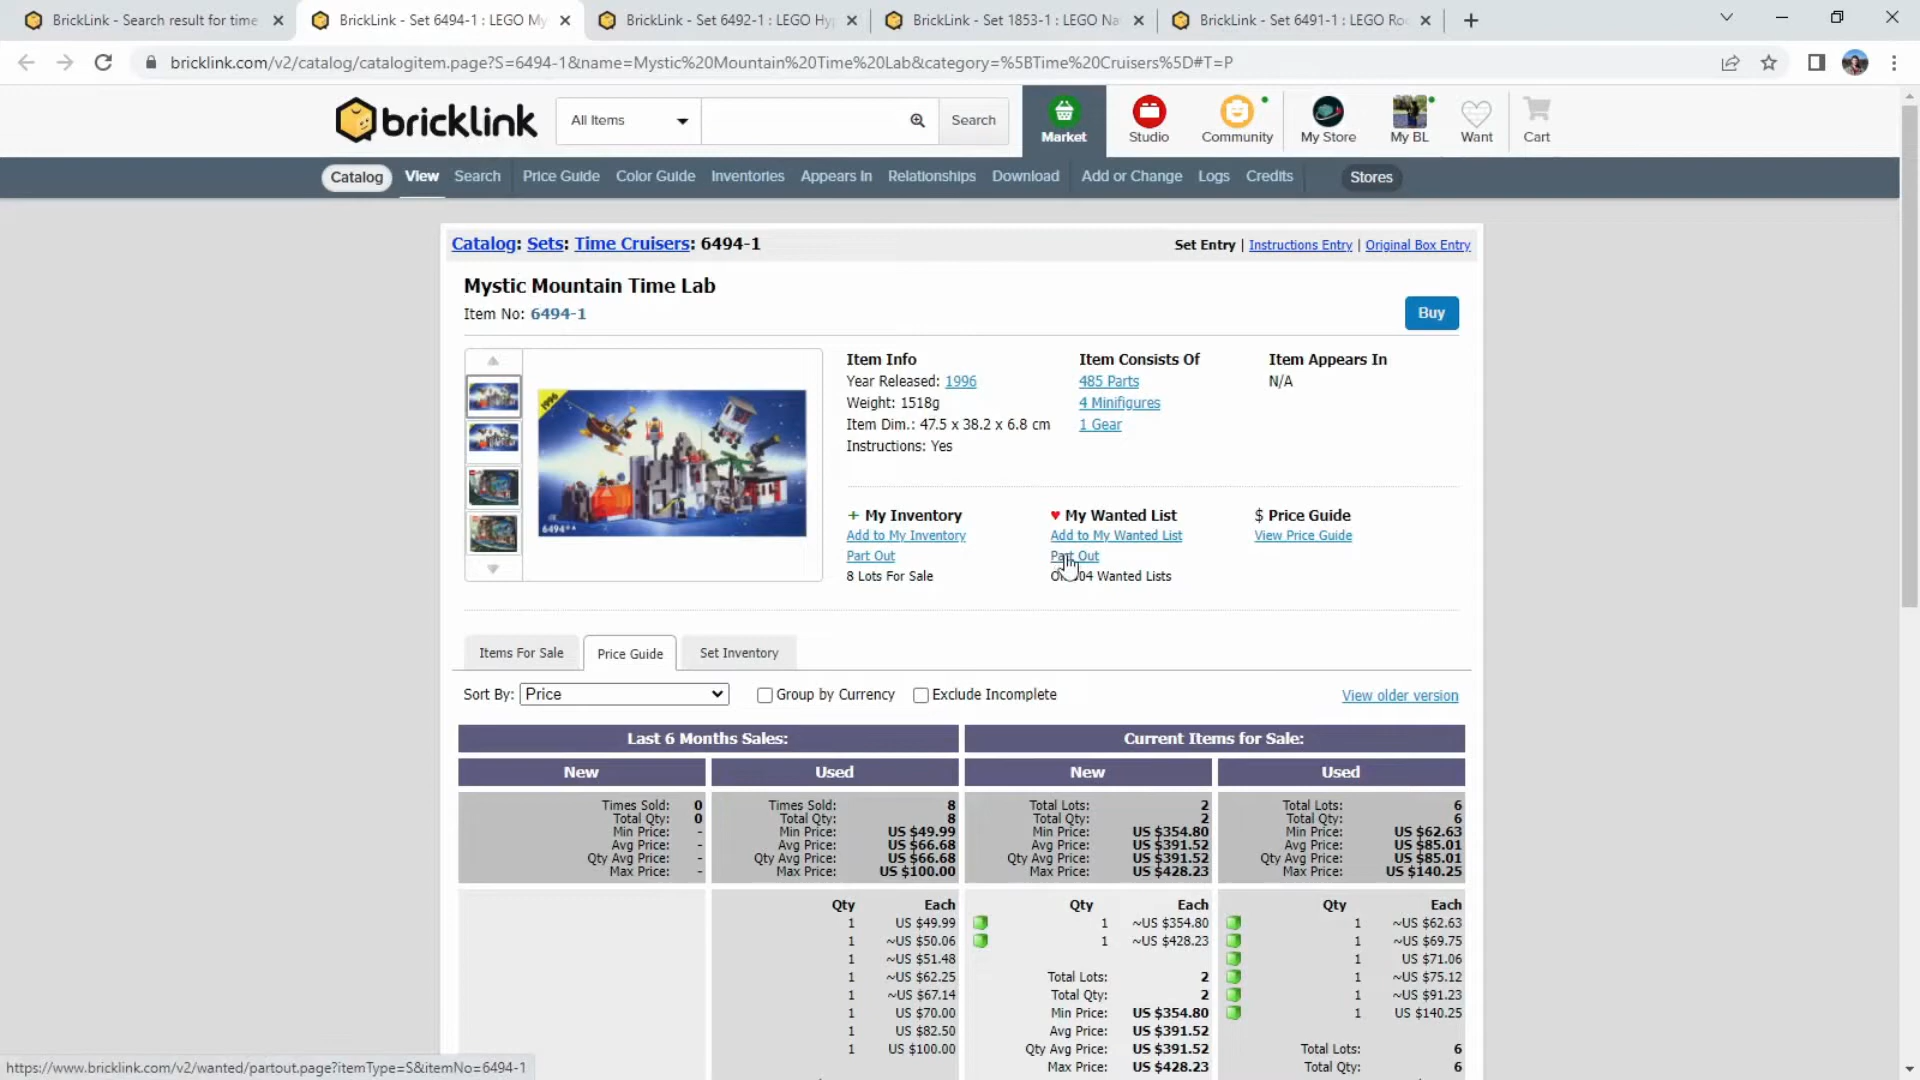 BrickLink - Search result for time
BrickLink - Set 6494-1 : LEGO My
BrickLink - Set 6492-1 : LEGO Hy
BrickLink - Set 1853-1 : LEGO Na
BrickLink - Set 6491-1 : LEGO Ro
bricklink.com/v2/catalog/catalogitem.page?S=6494-1&name=Mystic%20Mountain%20Time%20Lab&category=%5BTime%20Cruisers%5D#T=P
bricklink
All Items
Search
Market
Studio
Community
My Store
My BL
Want
Cart
Catalog View Search Price Guide Color Guide Inventories Appears In Relationships Download Add or Change Logs Credits Stores
Catalog: Sets: Time Cruisers: 6494-1
Set Entry | Instructions Entry | Original Box Entry
Mystic Mountain Time Lab
Item No: 6494-1
Buy
1996
6494
Item Info
Year Released: 1996
Weight: 1518g
Item Dim.: 47.5 x 38.2 x 6.8 cm
Instructions: Yes
Item Consists Of
485 Parts
4 Minifigures
1 Gear
Item Appears In
N/A
+ My Inventory
Add to My Inventory
Part Out
8 Lots For Sale
♥ My Wanted List
Add to My Wanted List
Part Out
04 Wanted Lists
$ Price Guide
View Price Guide
Items For Sale
Price Guide
Set Inventory
Sort By: Price
Group by Currency
Exclude Incomplete
View older version
Last 6 Months Sales:
Current Items for Sale:
New
Used
New
Used
Times Sold: 0
Total Qty: 0
Min Price: -
Avg Price: -
Qty Avg Price: -
Max Price: -
Times Sold: 8
Total Qty: 8
Min Price: US $49.99
Avg Price: US $66.68
Qty Avg Price: US $66.68
Max Price: US $100.00
Total Lots: 2
Total Qty: 2
Min Price: US $354.80
Avg Price: US $391.52
Qty Avg Price: US $391.52
Max Price: US $428.23
Total Lots: 6
Total Qty: 6
Min Price: US $62.63
Avg Price: US $85.01
Qty Avg Price: US $85.01
Max Price: US $140.25
Qty Each
1 US $49.99
1 ~US $50.06
1 ~US $51.48
1 ~US $62.25
1 ~US $67.14
1 US $70.00
1 US $82.50
1 US $100.00
Qty Each
1 ~US $354.80
1 ~US $428.23
Total Lots: 2
Total Qty: 2
Min Price: US $354.80
Avg Price: US $391.52
Qty Avg Price: US $391.52
Max Price: US $428.23
Qty Each
1 ~US $62.63
1 ~US $69.75
1 US $71.06
1 ~US $75.12
1 ~US $91.23
1 US $140.25
Total Lots: 6
Total Qty: 6
https://www.bricklink.com/v2/wanted/partout.page?itemType=S&itemNo=6494-1